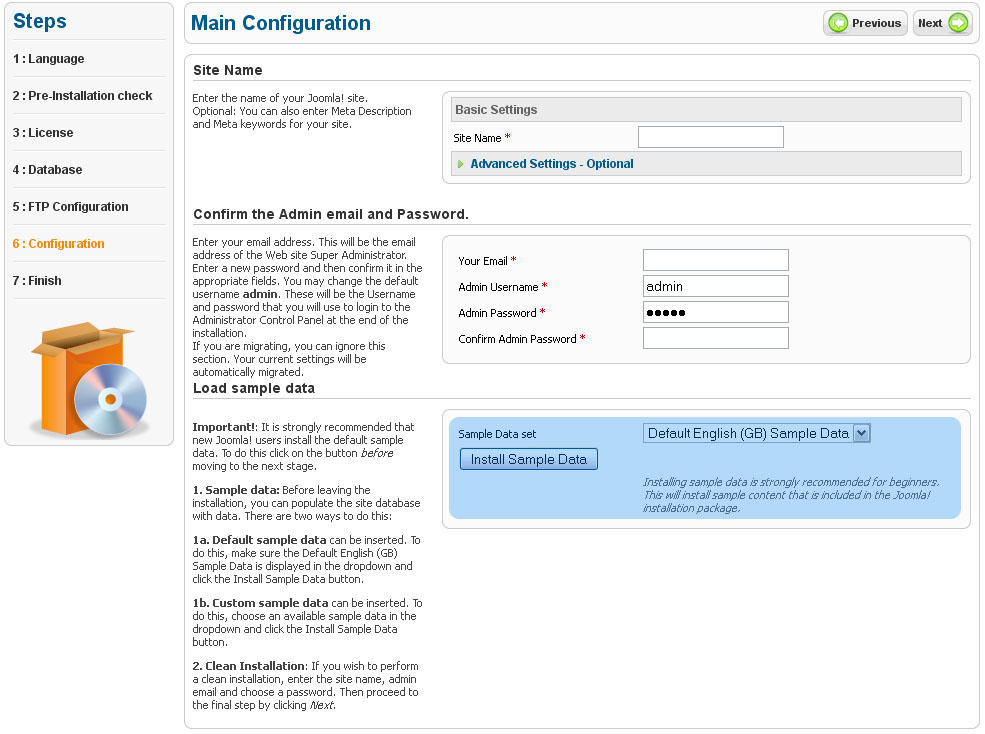 Steps
1 : Language
2 : Pre-Installation check
3 : License
4 : Database
5 : FTP Configuration
6 : Configuration
7 : Finish
Main Configuration
Previous
Next
Site Name
Enter the name of your Joomla! site.
Optional: You can also enter Meta Description
and Meta keywords for your site.
Basic Settings
Site Name *
Advanced Settings - Optional
Confirm the Admin email and Password.
Enter your email address. This will be the email
address of the Web site Super Administrator.
Enter a new password and then confirm it in the
appropriate fields. You may change the default
username admin. These will be the Username
and password that you will use to login to the
Administrator Control Panel at the end of the
installation.
If you are migrating, you can ignore this
section. Your current settings will be
automatically migrated.
Your Email *
Admin Username * admin
Admin Password * •••••
Confirm Admin Password *
Load sample data
Important!: It is strongly recommended that
new Joomla! users install the default sample
data. To do this click on the button before
moving to the next stage.
1. Sample data: Before leaving the
installation, you can populate the site database
with data. There are two ways to do this:
1a. Default sample data can be inserted. To
do this, make sure the Default English (GB)
Sample Data is displayed in the dropdown and
click the Install Sample Data button.
1b. Custom sample data can be inserted. To
do this, choose an available sample data in the
dropdown and click the Install Sample Data
button.
2. Clean Installation: If you wish to perform
a clean installation, enter the site name, admin
email and choose a password. Then proceed to
the final step by clicking Next.
Sample Data set Default English (GB) Sample Data
Install Sample Data
Installing sample data is strongly recommended for beginners.
This will install sample content that is included in the Joomla!
installation package.